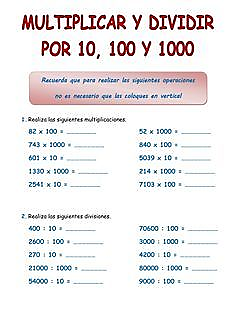 MULTIPLICAR Y DIVIDIR
POR 10, 100 Y 1000
Recuerda que para realizar las siguientes operaciones
no es necesario que las coloques en vertical
1. Realiza las siguientes multiplicaciones.
82 x 100 = ________ 52 x 1000 = ________
743 x 1000 = ________ 840 x 100 = ________
601 x 10 = ________ 5039 x 10 = ________
1330 x 1000 = ________ 214 x 1000 = ________
2541 x 10 = ________ 7103 x 100 = ________
2. Realiza las siguientes divisiones.
400 : 10 = ________ 70600 : 100 = ________
2600 : 100 = ________ 3000 : 1000 = ________
270 : 10 = ________ 4200 : 10 = ________
21000 : 1000 = ________ 80000 : 1000 = ________
54000 : 10 = ________ 9000 : 100 = ________